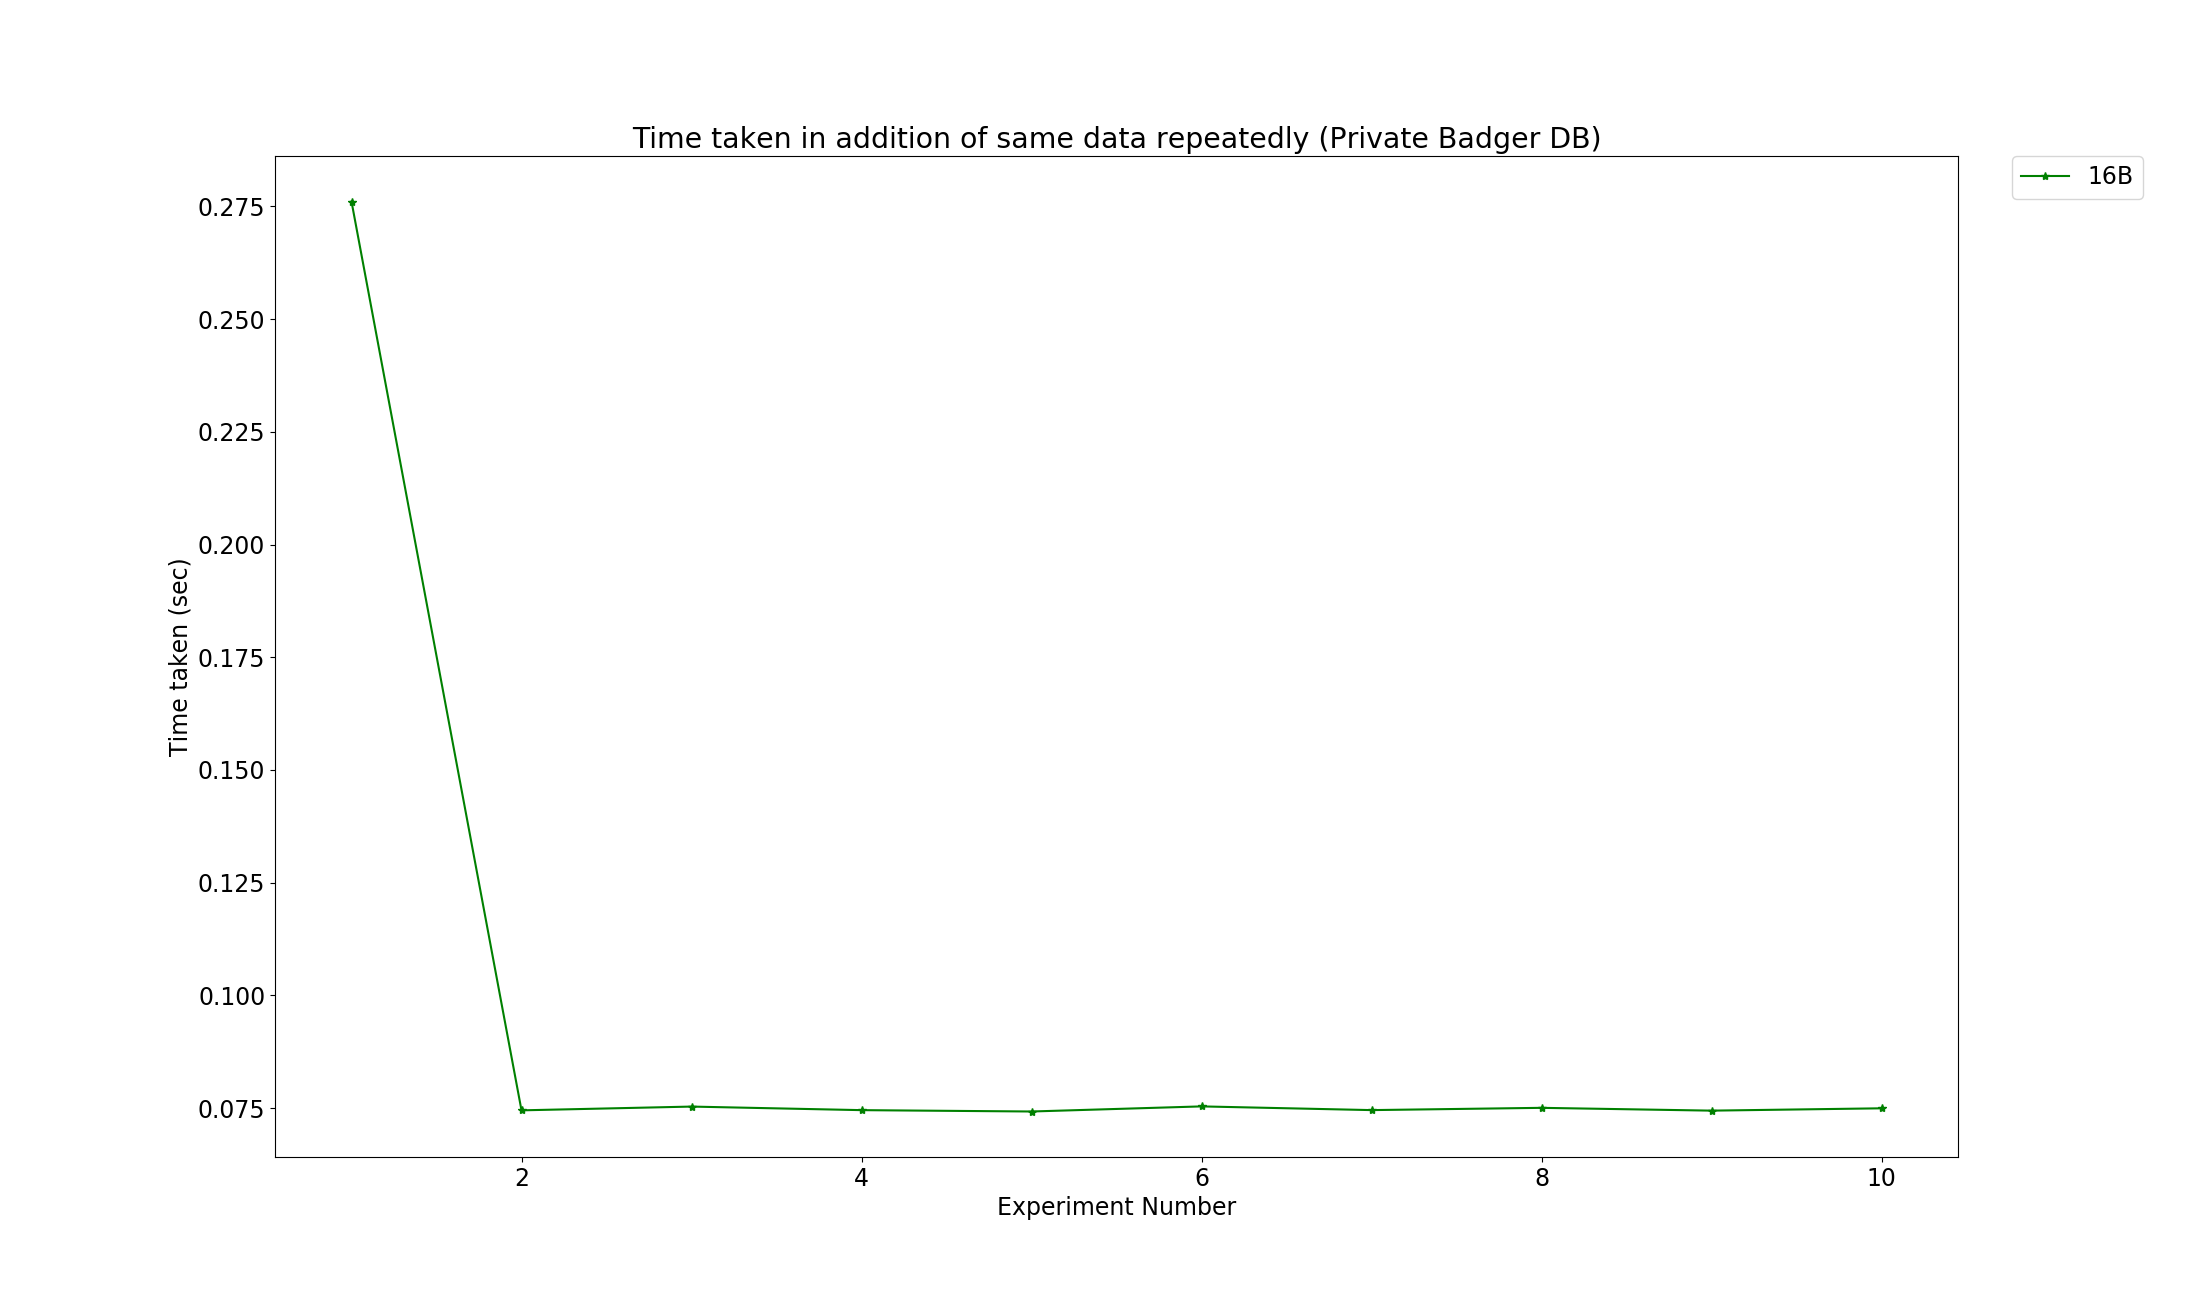 Time taken in addition of same data repeatedly (Private Badger DB)
16B
0.275
0.250
0.225
0.200
0.175
0.150
0.125
0.100
0.075
Time taken (sec)
2 4 6 8 10
Experiment Number